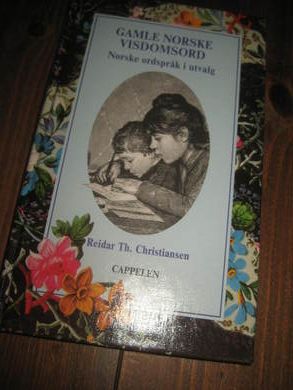 GAMLE NORSKE
VISDOMSORD
Norske ordspråk i utvalg
Reidar Th. Christiansen
CAPPELEN